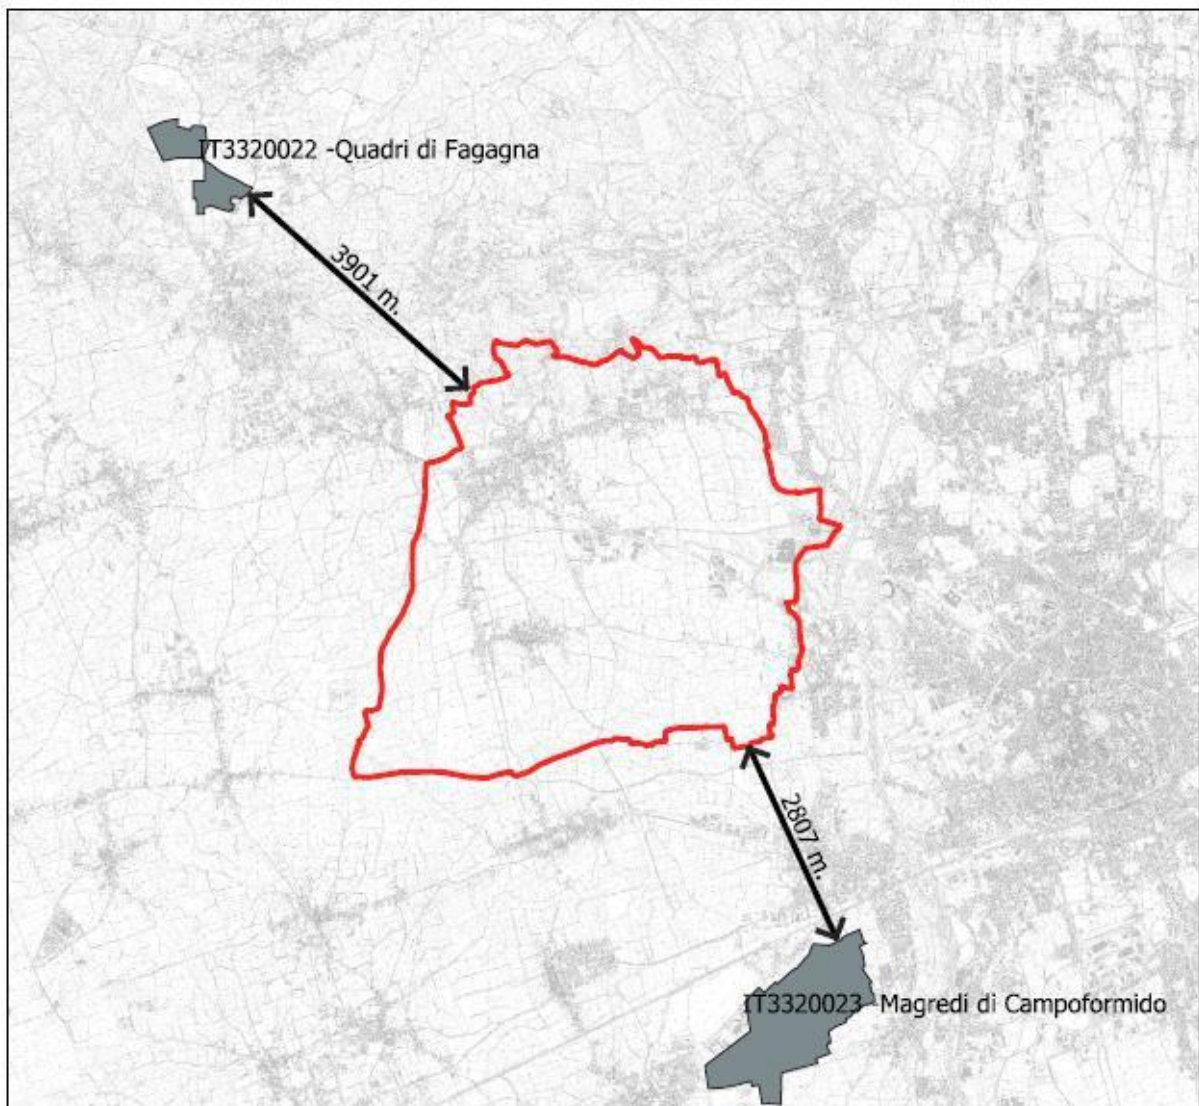 IT3320022 -Quadri di Fagagna
3901 m.
2807 m.
IT3320023 -Magredi di Campoformido